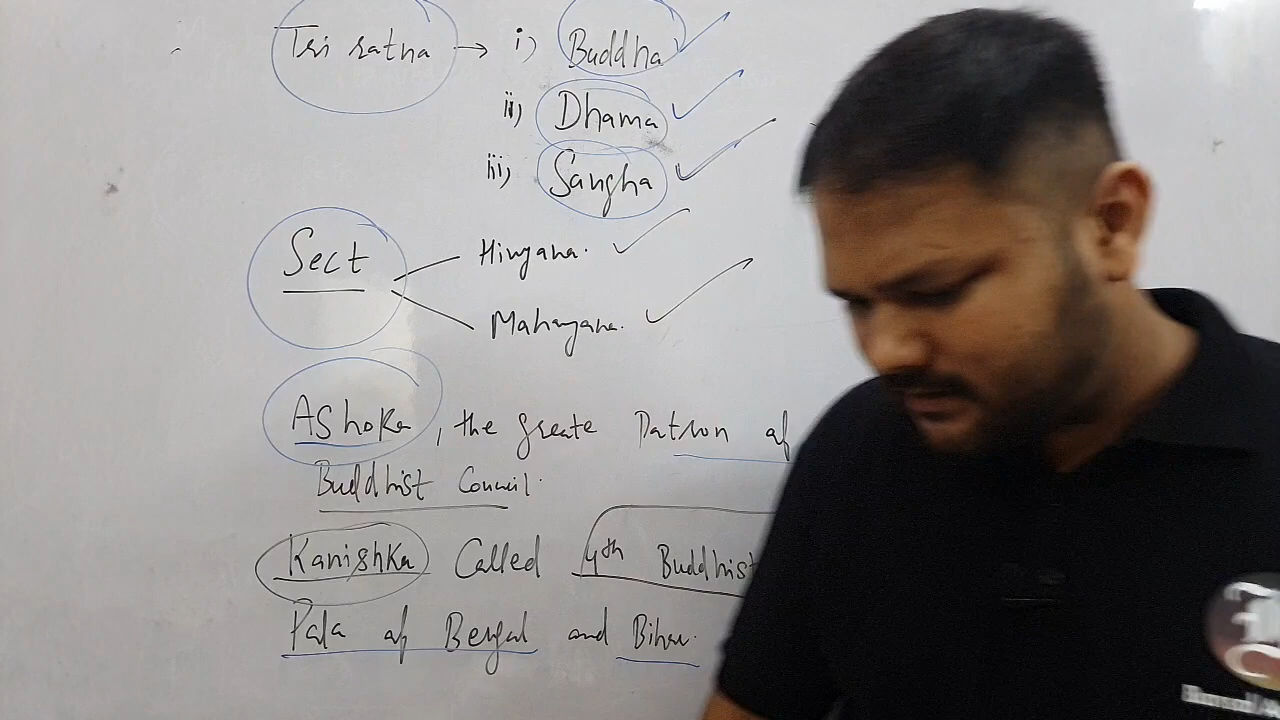 Tri ratna → i) Buddha
ii) Dhama
iii) Sangha
Sect
Hinyana.
Mahayana.
Ashoka, the greate Patron of
Buddhist Council.
Kanishka Called 4th Buddhist
Pala of Bengal and Bihar.